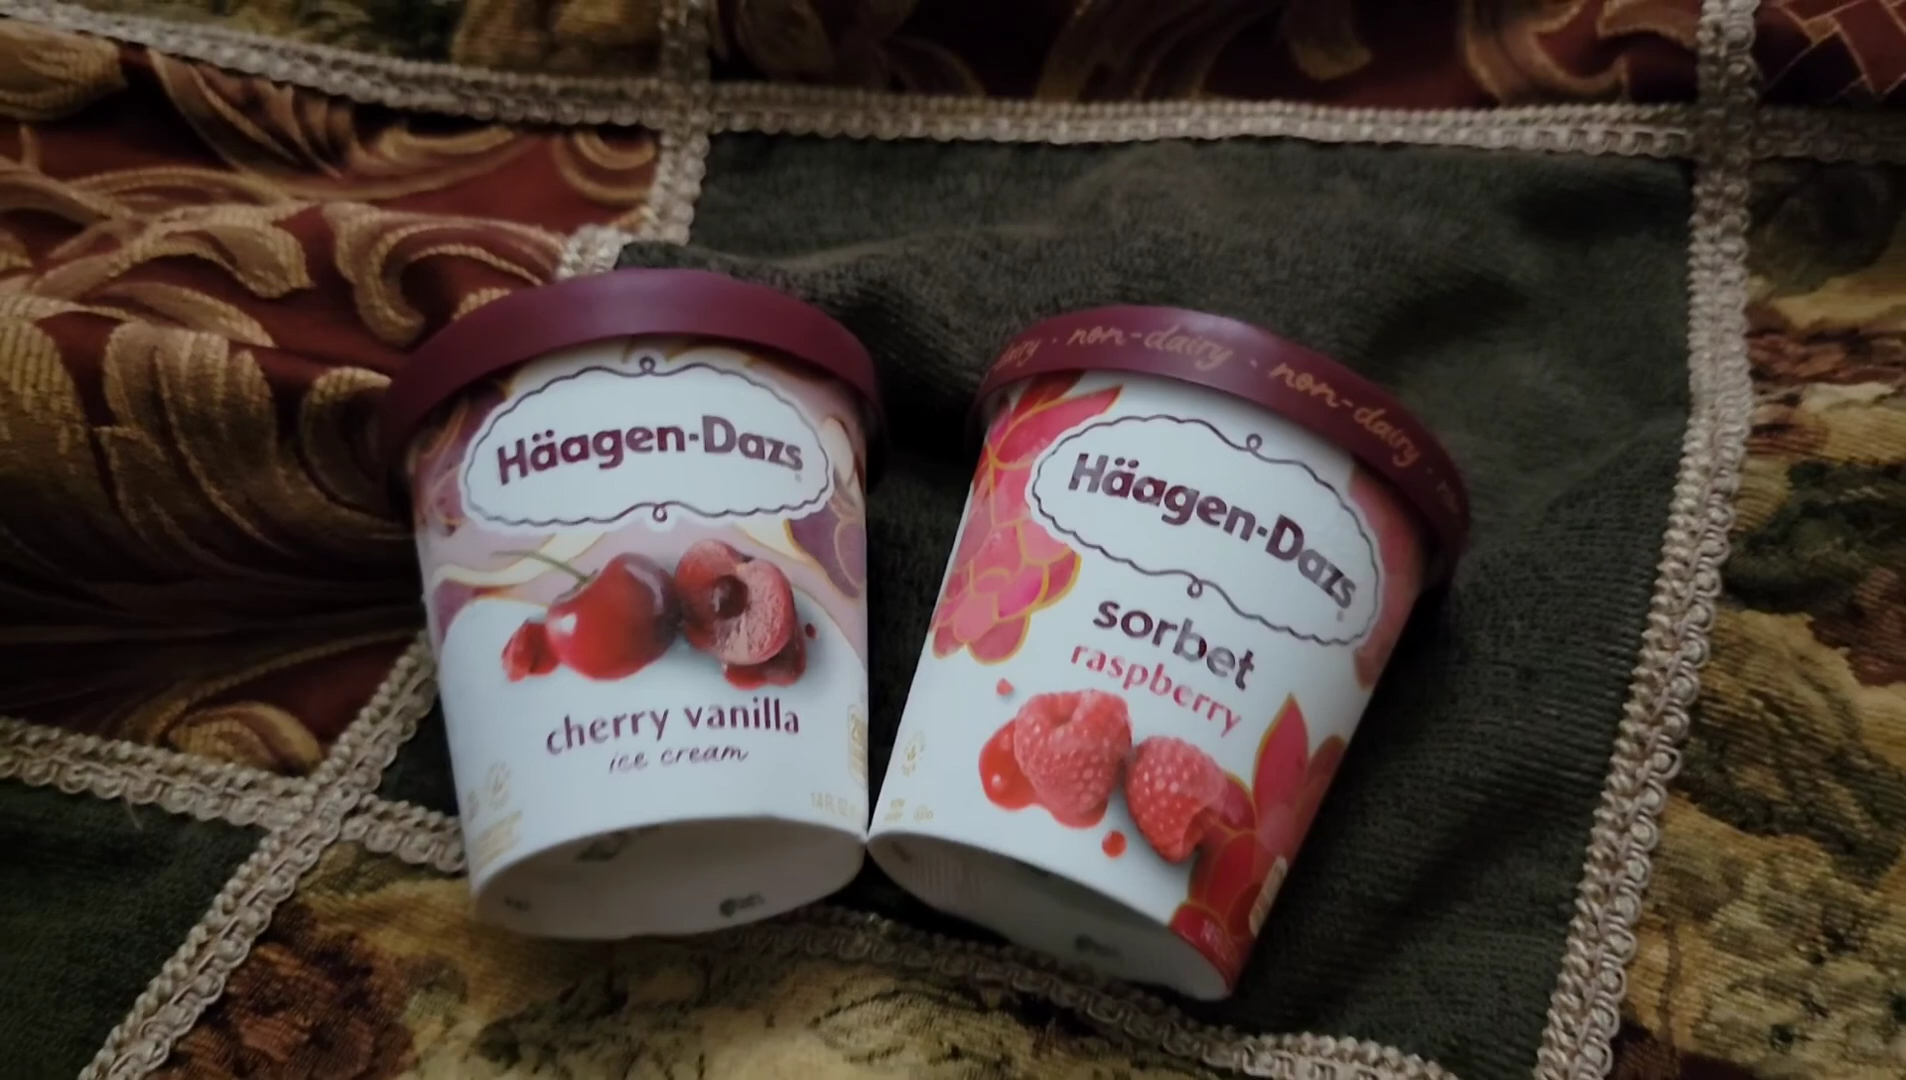 Häagen-Dazs
cherry vanilla
ice cream
non-dairy · non-dairy ·
Häagen-Dazs
sorbet
raspberry